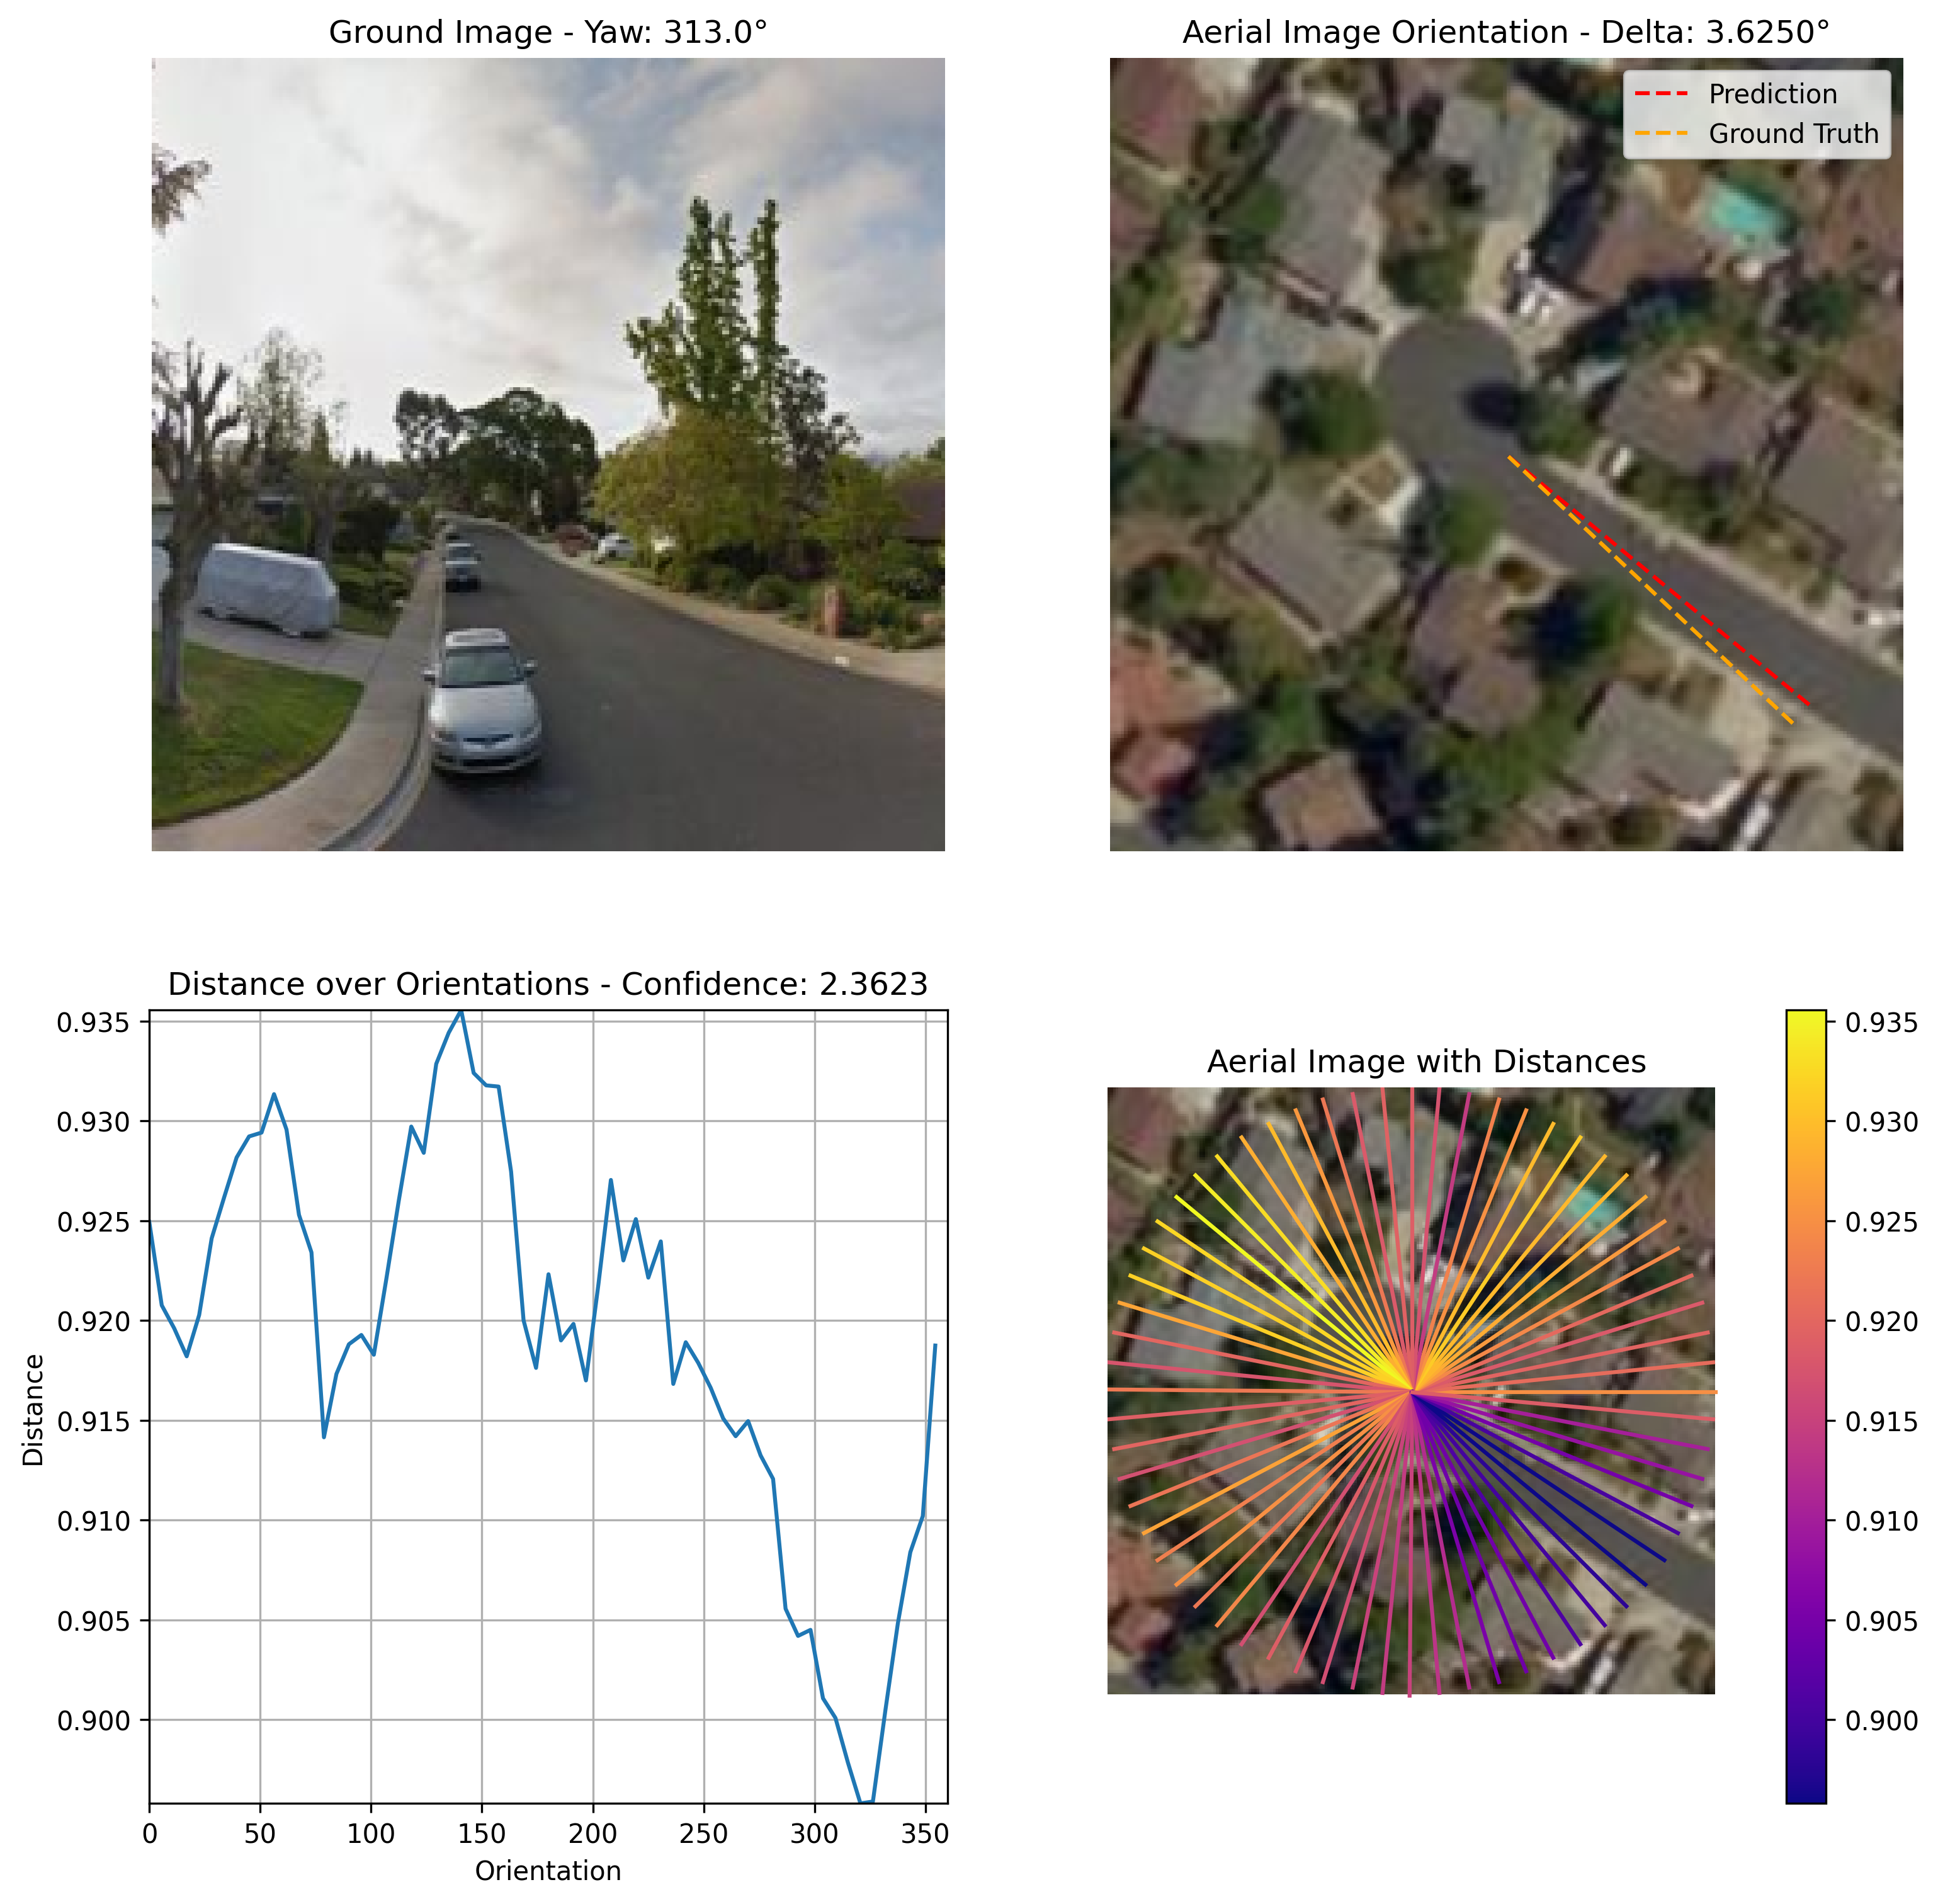 Ground Image - Yaw: 313.0°
Aerial Image Orientation - Delta: 3.6250°
Prediction
Ground Truth
Distance over Orientations - Confidence: 2.3623
0.935
0.930
0.925
0.920
0.915
0.910
0.905
0.900
Distance
0 50 100 150 200 250 300 350
Orientation
Aerial Image with Distances
0.935
0.930
0.925
0.920
0.915
0.910
0.905
0.900